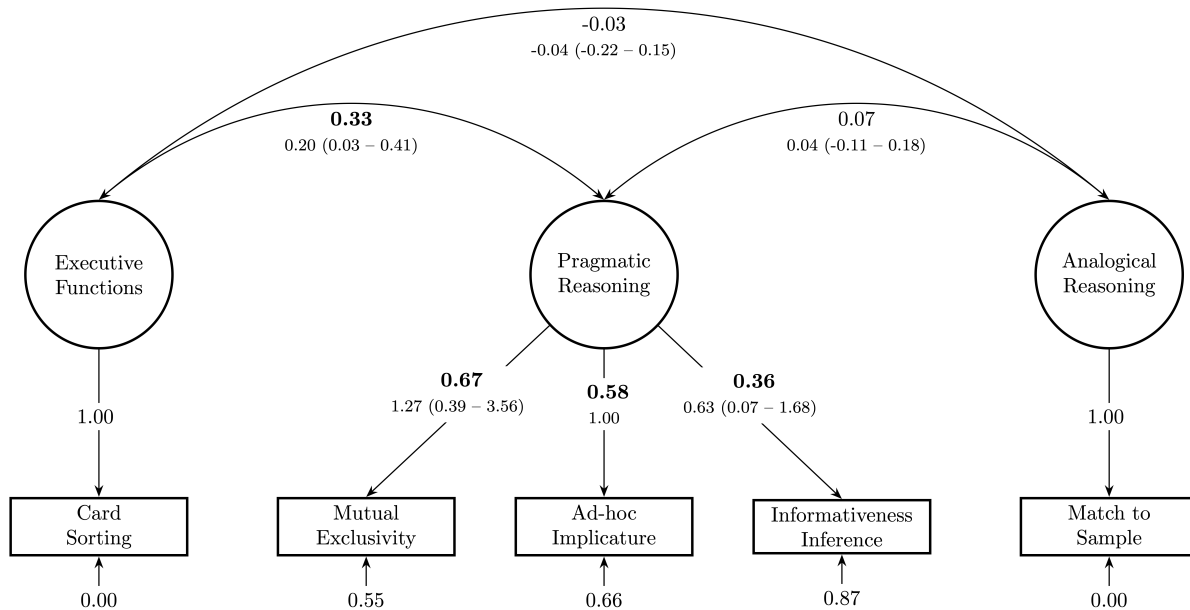 -0.03
-0.04 (-0.22 – 0.15)
0.33
0.20 (0.03 – 0.41)
0.07
0.04 (-0.11 – 0.18)
Executive
Functions
Pragmatic
Reasoning
Analogical
Reasoning
1.00
0.67
1.27 (0.39 – 3.56)
0.58
1.00
0.36
0.63 (0.07 – 1.68)
1.00
Card
Sorting
Mutual
Exclusivity
Ad-hoc
Implicature
Informativeness
Inference
Match to
Sample
0.00
0.55
0.66
0.87
0.00